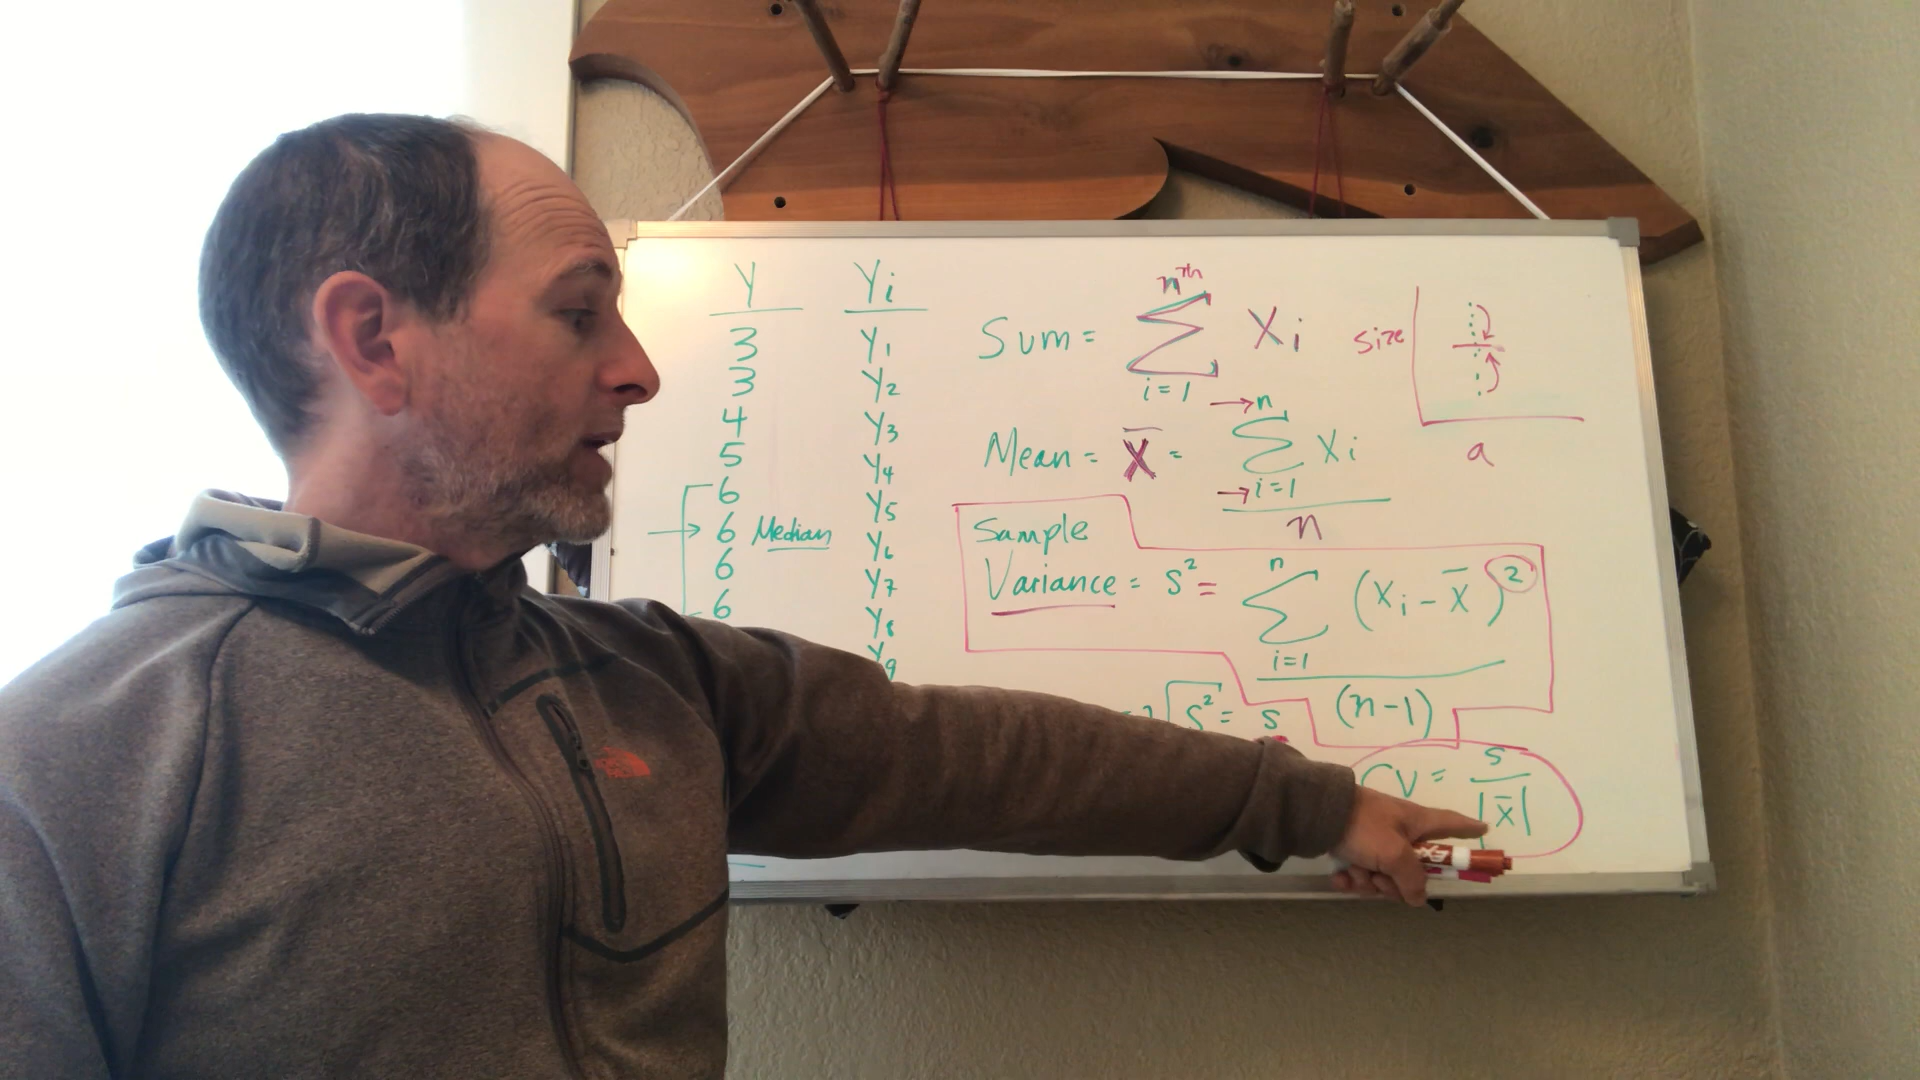 Y
3
3
4
5
6
6 Median
6
6
Yi
Y1
Y2
Y3
Y4
Y5
Y6
Y7
Y8
Y9
nTh
Sum = Σ Xi
i = 1
size
a
n
Mean = X̄ = Σ Xi
i=1
n
Sample
Variance = S² = Σ (Xi - X̄)²
n
i=1
(n-1)
= √S² = S
CV = S
|X̄|